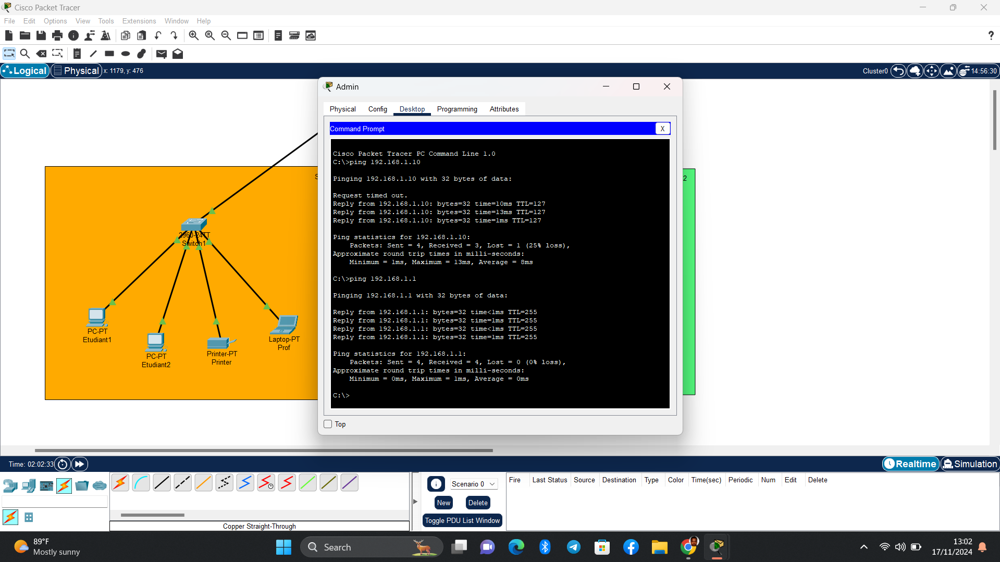 Cisco Packet Tracer
File Edit Options View Tools Extensions Window Help
?
Logical Physical x: 1179, y: 476
Cluster0 14:56:30
Admin
Physical Config Desktop Programming Attributes
Command Prompt X
Cisco Packet Tracer PC Command Line 1.0
C:\>ping 192.168.1.10
Pinging 192.168.1.10 with 32 bytes of data:
Request timed out.
Reply from 192.168.1.10: bytes=32 time=10ms TTL=127
Reply from 192.168.1.10: bytes=32 time=13ms TTL=127
Reply from 192.168.1.10: bytes=32 time=1ms TTL=127
Ping statistics for 192.168.1.10:
Packets: Sent = 4, Received = 3, Lost = 1 (25% loss),
Approximate round trip times in milli-seconds:
Minimum = 1ms, Maximum = 13ms, Average = 8ms
C:\>ping 192.168.1.1
Pinging 192.168.1.1 with 32 bytes of data:
Reply from 192.168.1.1: bytes=32 time<1ms TTL=255
Reply from 192.168.1.1: bytes=32 time=1ms TTL=255
Reply from 192.168.1.1: bytes=32 time<1ms TTL=255
Reply from 192.168.1.1: bytes=32 time=1ms TTL=255
Ping statistics for 192.168.1.1:
Packets: Sent = 4, Received = 4, Lost = 0 (0% loss),
Approximate round trip times in milli-seconds:
Minimum = 0ms, Maximum = 1ms, Average = 0ms
C:\>
Top
2
2960-24TT
Switch1
PC-PT
Etudiant1
PC-PT
Etudiant2
Printer-PT
Printer
Laptop-PT
Prof
Time: 02:02:33
Realtime Simulation
Scenario 0
New Delete
Toggle PDU List Window
Fire Last Status Source Destination Type Color Time(sec) Periodic Num Edit Delete
Copper Straight-Through
89°F
Mostly sunny
Search
13:02
17/11/2024